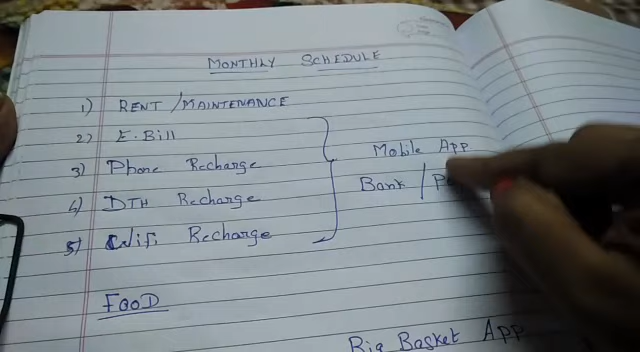 MONTHLY SCHEDULE
1) RENT / MAINTENANCE
2) E-Bill
3) Phone Recharge
4) DTH Recharge
5) Wifi Recharge
Mobile App
Bank /
FOOD
Big Basket App